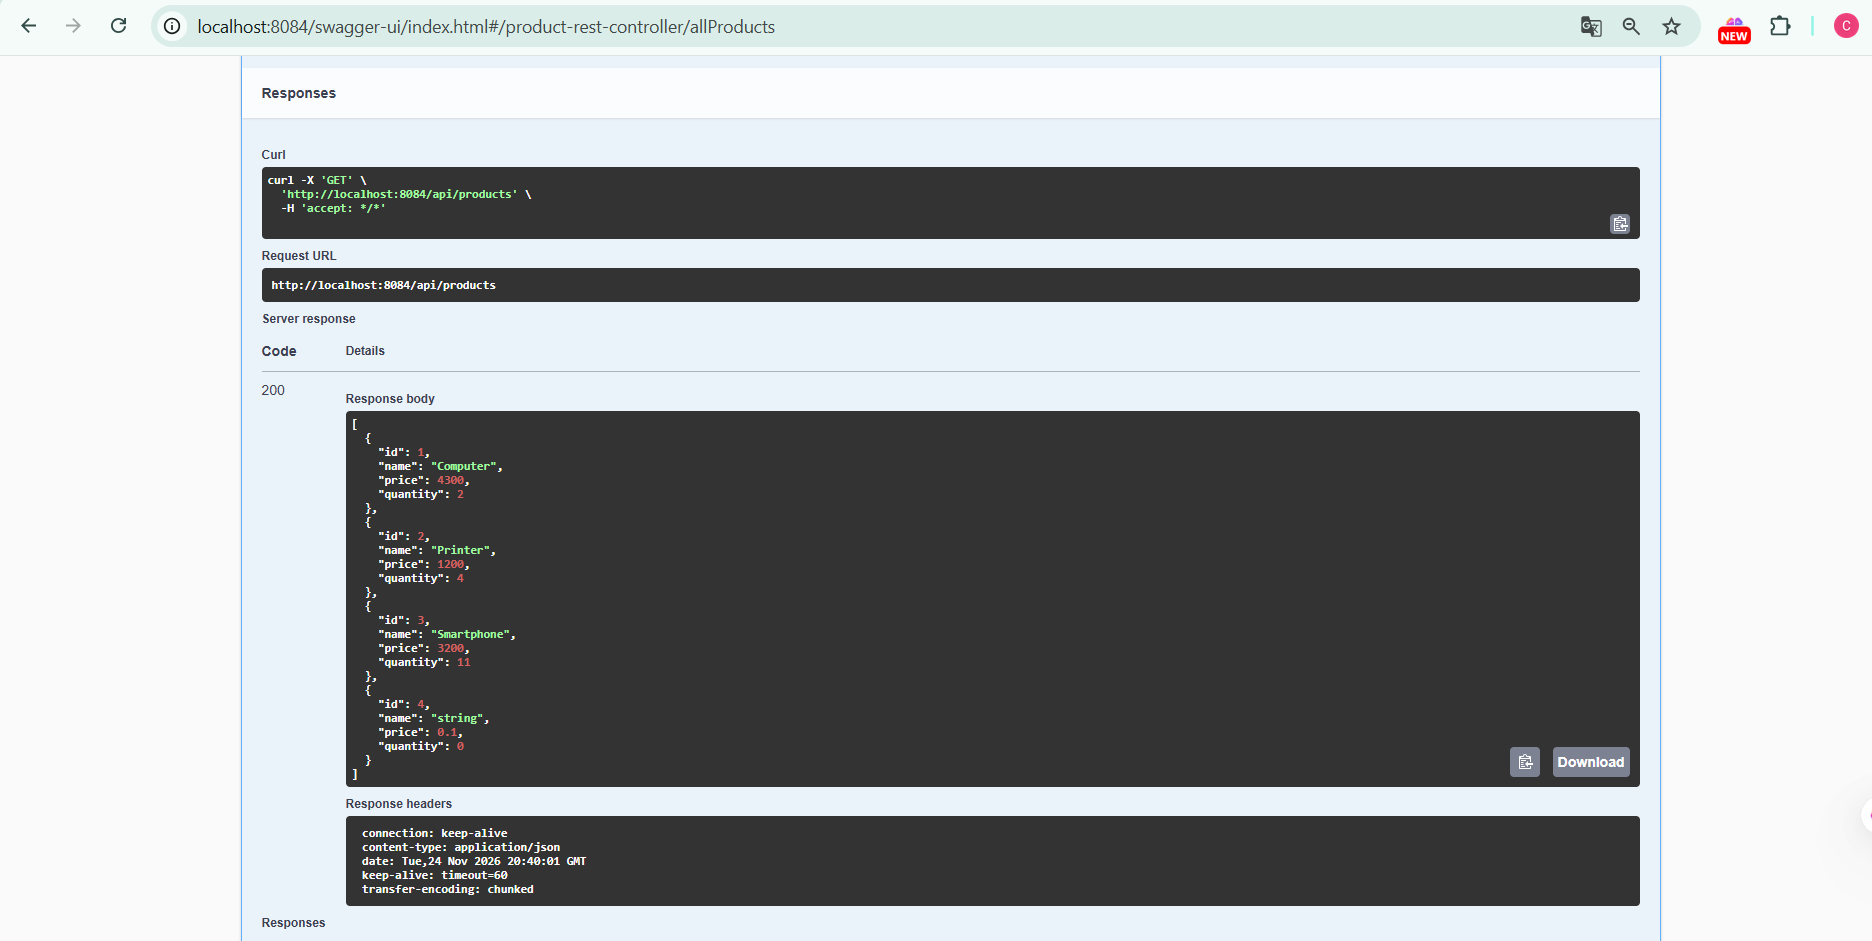 localhost:8084/swagger-ui/index.html#/product-rest-controller/allProducts
NEW
C
Responses
Curl
curl -X 'GET' \
  'http://localhost:8084/api/products' \
  -H 'accept: */*'
Request URL
http://localhost:8084/api/products
Server response
Code Details
200
Response body
[
  {
    "id": 1,
    "name": "Computer",
    "price": 4300,
    "quantity": 2
  },
  {
    "id": 2,
    "name": "Printer",
    "price": 1200,
    "quantity": 4
  },
  {
    "id": 3,
    "name": "Smartphone",
    "price": 3200,
    "quantity": 11
  },
  {
    "id": 4,
    "name": "string",
    "price": 0.1,
    "quantity": 0
  }
]
Download
Response headers
connection: keep-alive
content-type: application/json
date: Tue,24 Nov 2026 20:40:01 GMT
keep-alive: timeout=60
transfer-encoding: chunked
Responses